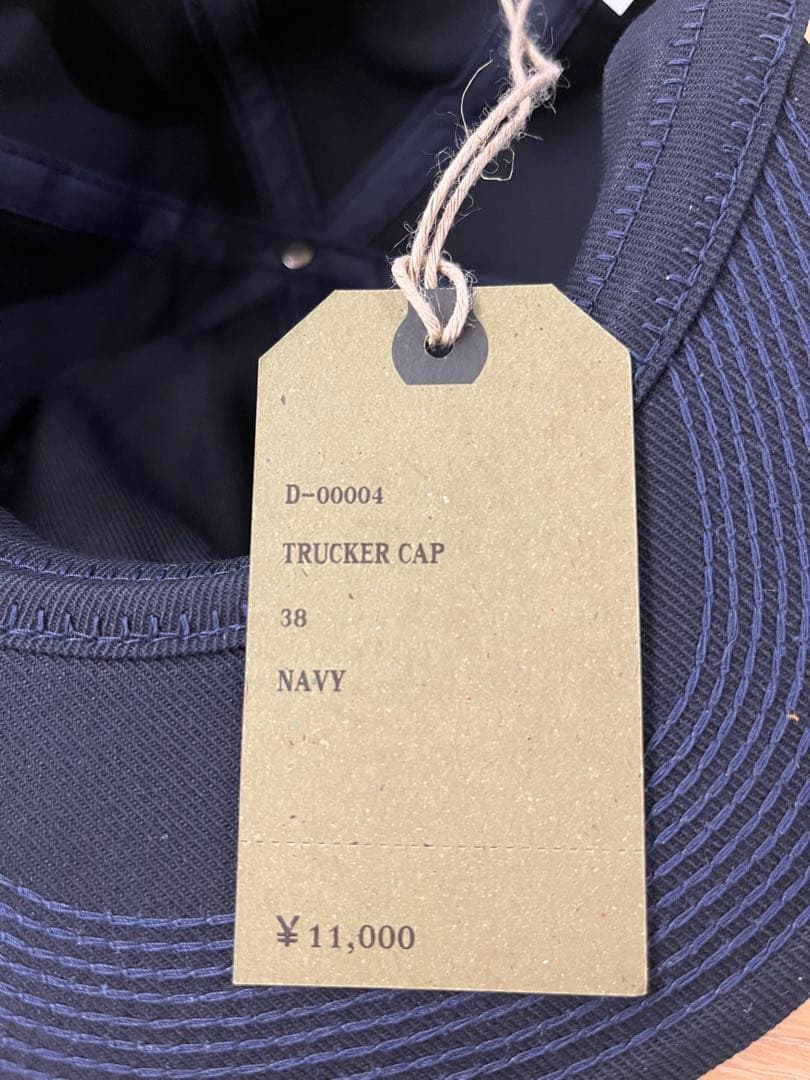 D-00004
TRUCKER CAP
38
NAVY
¥11,000